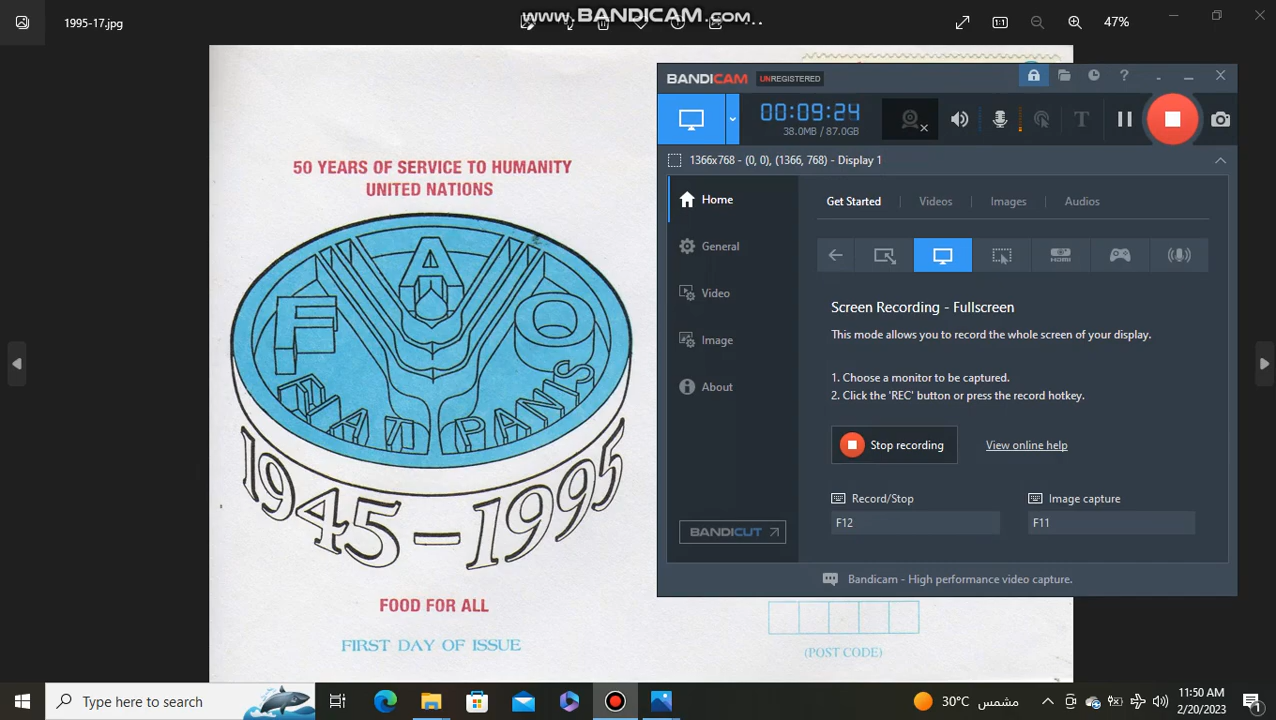 1995-17.jpg
www.BANDICAM.com
47%
50 YEARS OF SERVICE TO HUMANITY
UNITED NATIONS
F A O
FIAT PANIS
1945-1995
FOOD FOR ALL
FIRST DAY OF ISSUE
(POST CODE)
BANDICAM UNREGISTERED
00:09:24
38.0MB / 87.0GB
1366x768 - (0, 0), (1366, 768) - Display 1
Home
General
Video
Image
About
BANDICUT
Get Started
Videos
Images
Audios
HDMI
Screen Recording - Fullscreen
This mode allows you to record the whole screen of your display.
1. Choose a monitor to be captured.
2. Click the 'REC' button or press the record hotkey.
Stop recording
View online help
Record/Stop
F12
Image capture
F11
Bandicam - High performance video capture.
Type here to search
30°C
مشمس
11:50 AM
2/20/2023
1